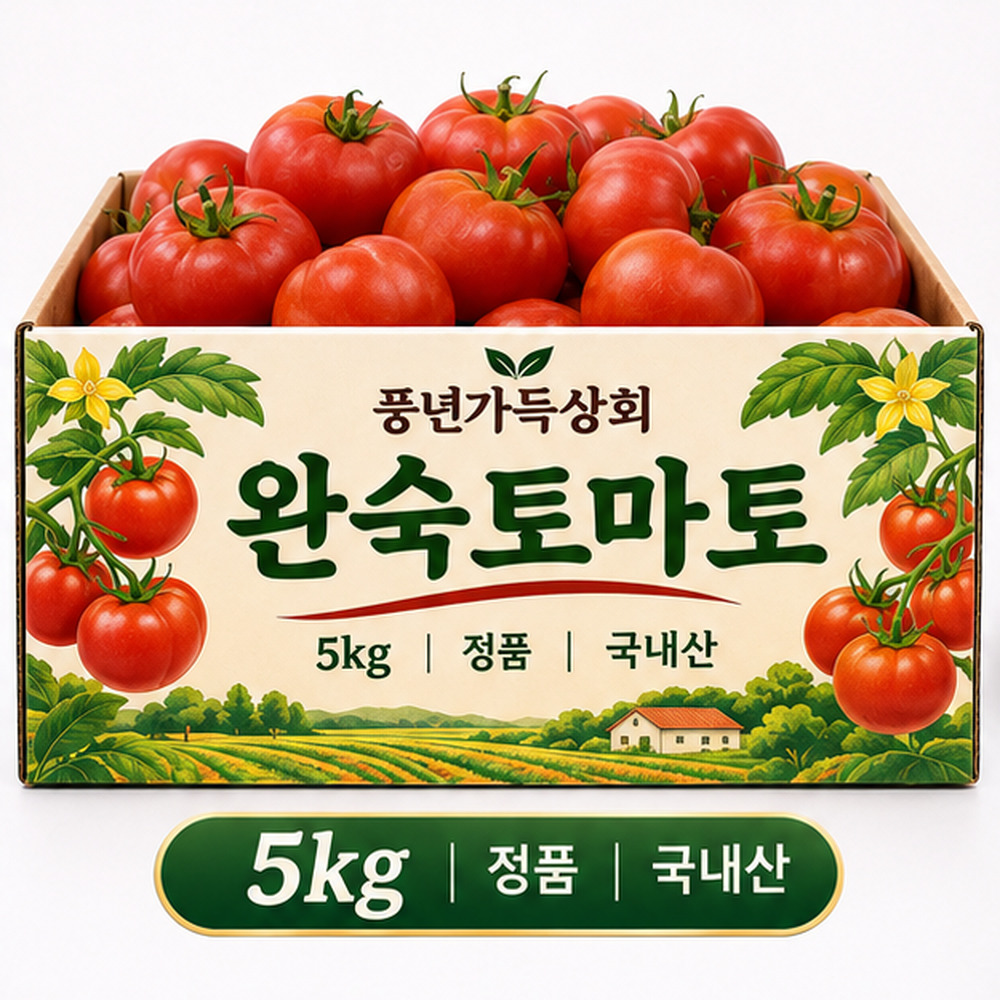 풍년가득상회
완숙토마토
5kg | 정품 | 국내산
5kg | 정품 | 국내산